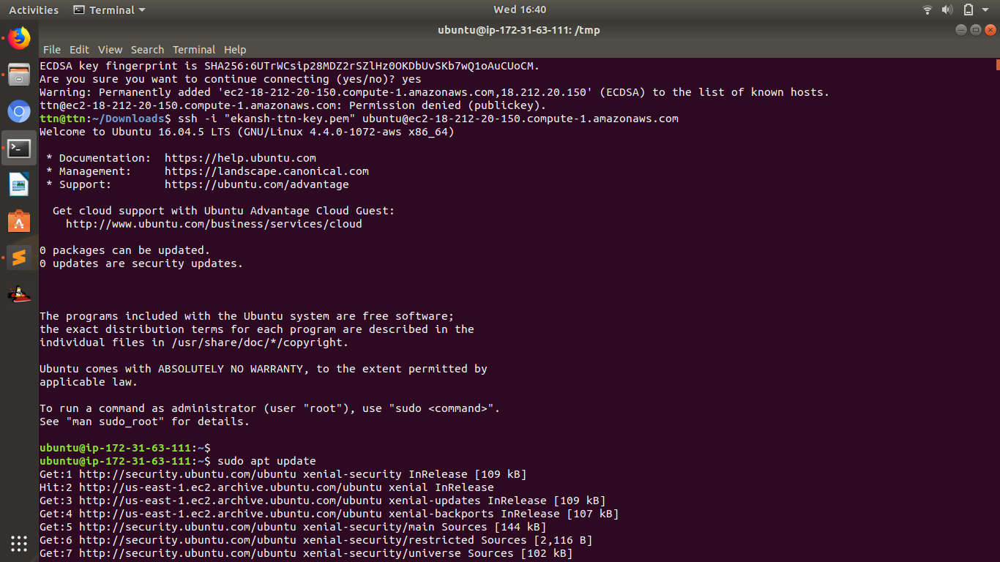 Activities Terminal Wed 16:40
ubuntu@ip-172-31-63-111: /tmp
File Edit View Search Terminal Help
ECDSA key fingerprint is SHA256:6UTrWCsip28MDZ2rSZlHz0OKDbUvSKb7wQ1oAuCUoCM.
Are you sure you want to continue connecting (yes/no)? yes
Warning: Permanently added 'ec2-18-212-20-150.compute-1.amazonaws.com,18.212.20.150' (ECDSA) to the list of known hosts.
ttn@ec2-18-212-20-150.compute-1.amazonaws.com: Permission denied (publickey).
ttn@ttn:~/Downloads$ ssh -i "ekansh-ttn-key.pem" ubuntu@ec2-18-212-20-150.compute-1.amazonaws.com
Welcome to Ubuntu 16.04.5 LTS (GNU/Linux 4.4.0-1072-aws x86_64)
* Documentation: https://help.ubuntu.com
* Management: https://landscape.canonical.com
* Support: https://ubuntu.com/advantage
Get cloud support with Ubuntu Advantage Cloud Guest:
http://www.ubuntu.com/business/services/cloud
0 packages can be updated.
0 updates are security updates.
The programs included with the Ubuntu system are free software;
the exact distribution terms for each program are described in the
individual files in /usr/share/doc/*/copyright.
Ubuntu comes with ABSOLUTELY NO WARRANTY, to the extent permitted by
applicable law.
To run a command as administrator (user "root"), use "sudo <command>".
See "man sudo_root" for details.
ubuntu@ip-172-31-63-111:~$
ubuntu@ip-172-31-63-111:~$ sudo apt update
Get:1 http://security.ubuntu.com/ubuntu xenial-security InRelease [109 kB]
Hit:2 http://us-east-1.ec2.archive.ubuntu.com/ubuntu xenial InRelease
Get:3 http://us-east-1.ec2.archive.ubuntu.com/ubuntu xenial-updates InRelease [109 kB]
Get:4 http://us-east-1.ec2.archive.ubuntu.com/ubuntu xenial-backports InRelease [107 kB]
Get:5 http://security.ubuntu.com/ubuntu xenial-security/main Sources [144 kB]
Get:6 http://security.ubuntu.com/ubuntu xenial-security/restricted Sources [2,116 B]
Get:7 http://security.ubuntu.com/ubuntu xenial-security/universe Sources [102 kB]